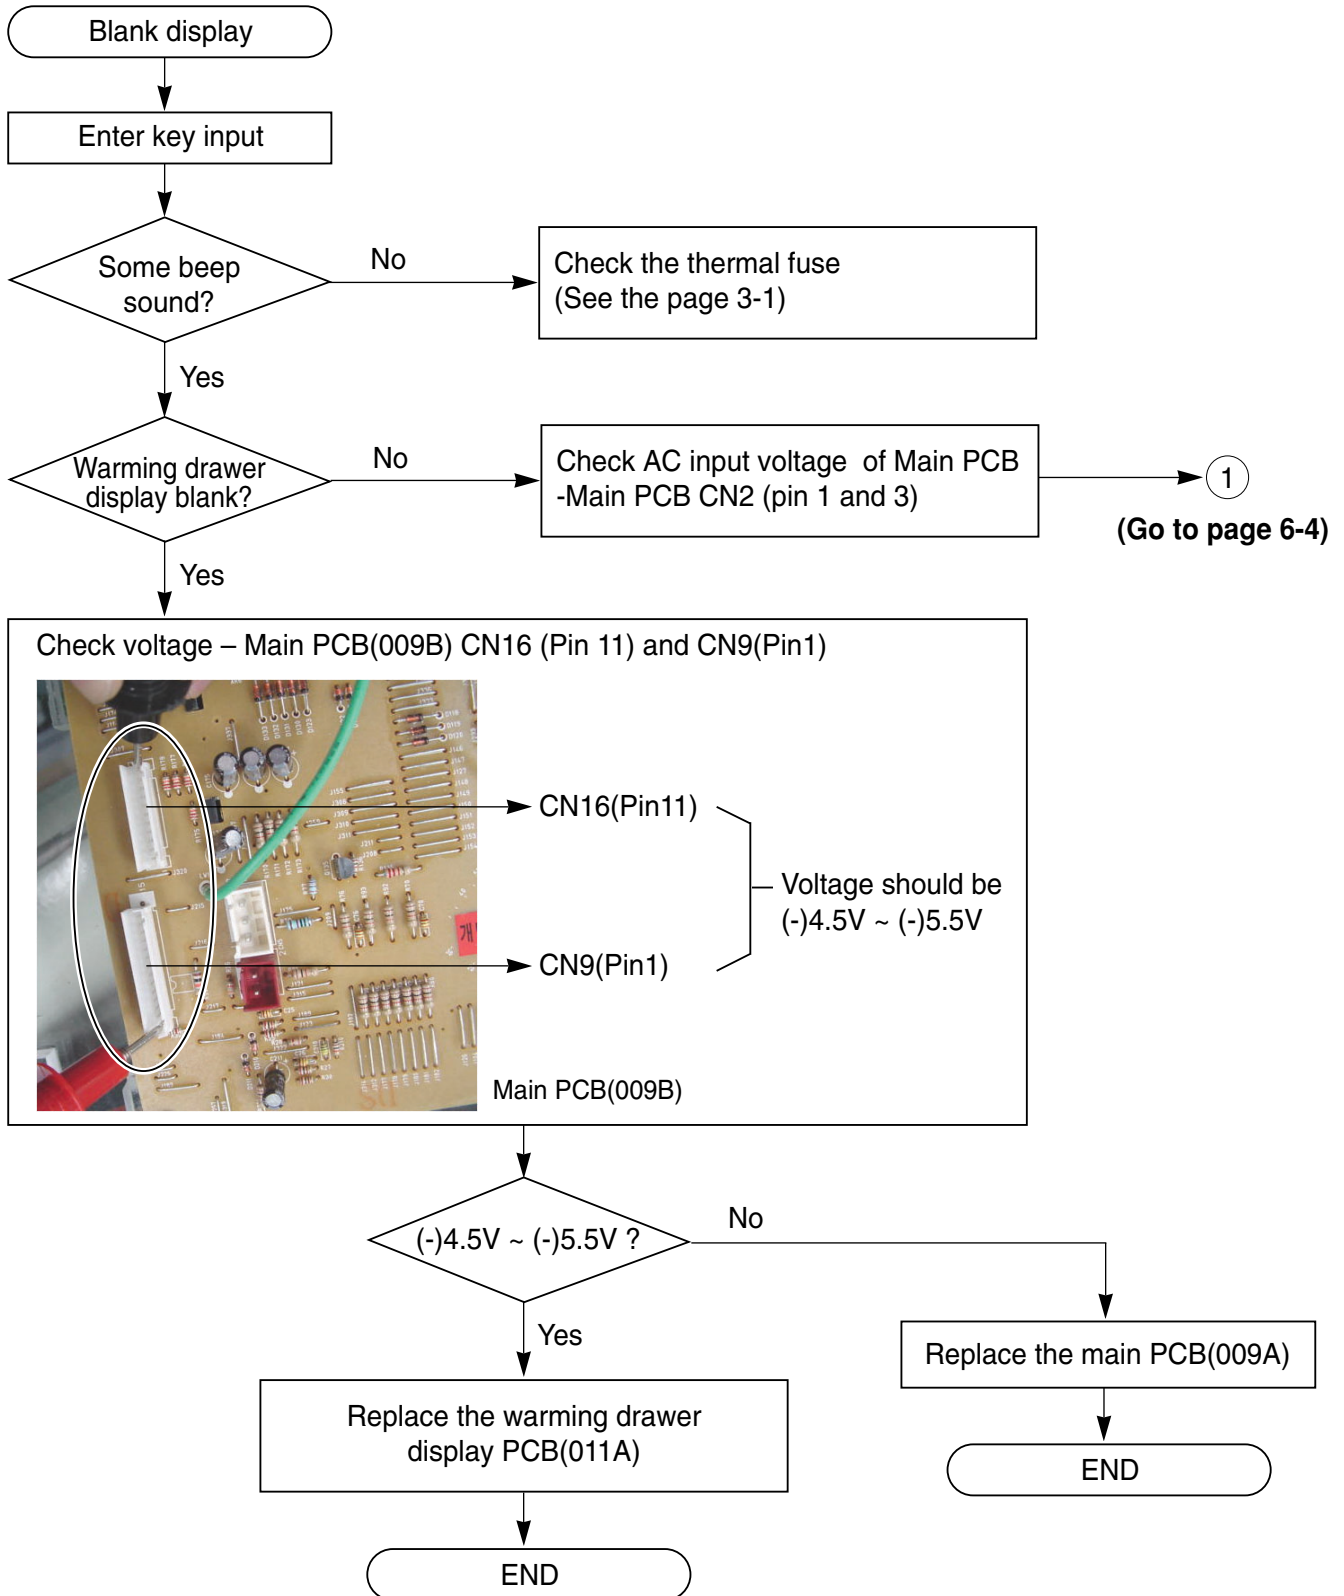 Blank display
Enter key input
Some beep
sound?
No
Check the thermal fuse
(See the page 3-1)
Yes
Warming drawer
display blank?
No
Check AC input voltage of Main PCB
-Main PCB CN2 (pin 1 and 3)
1
(Go to page 6-4)
Yes
Check voltage – Main PCB(009B) CN16 (Pin 11) and CN9(Pin1)
CN16(Pin11)
Voltage should be
(-)4.5V ~ (-)5.5V
CN9(Pin1)
Main PCB(009B)
(-)4.5V ~ (-)5.5V ?
No
Yes
Replace the main PCB(009A)
Replace the warming drawer
display PCB(011A)
END
END